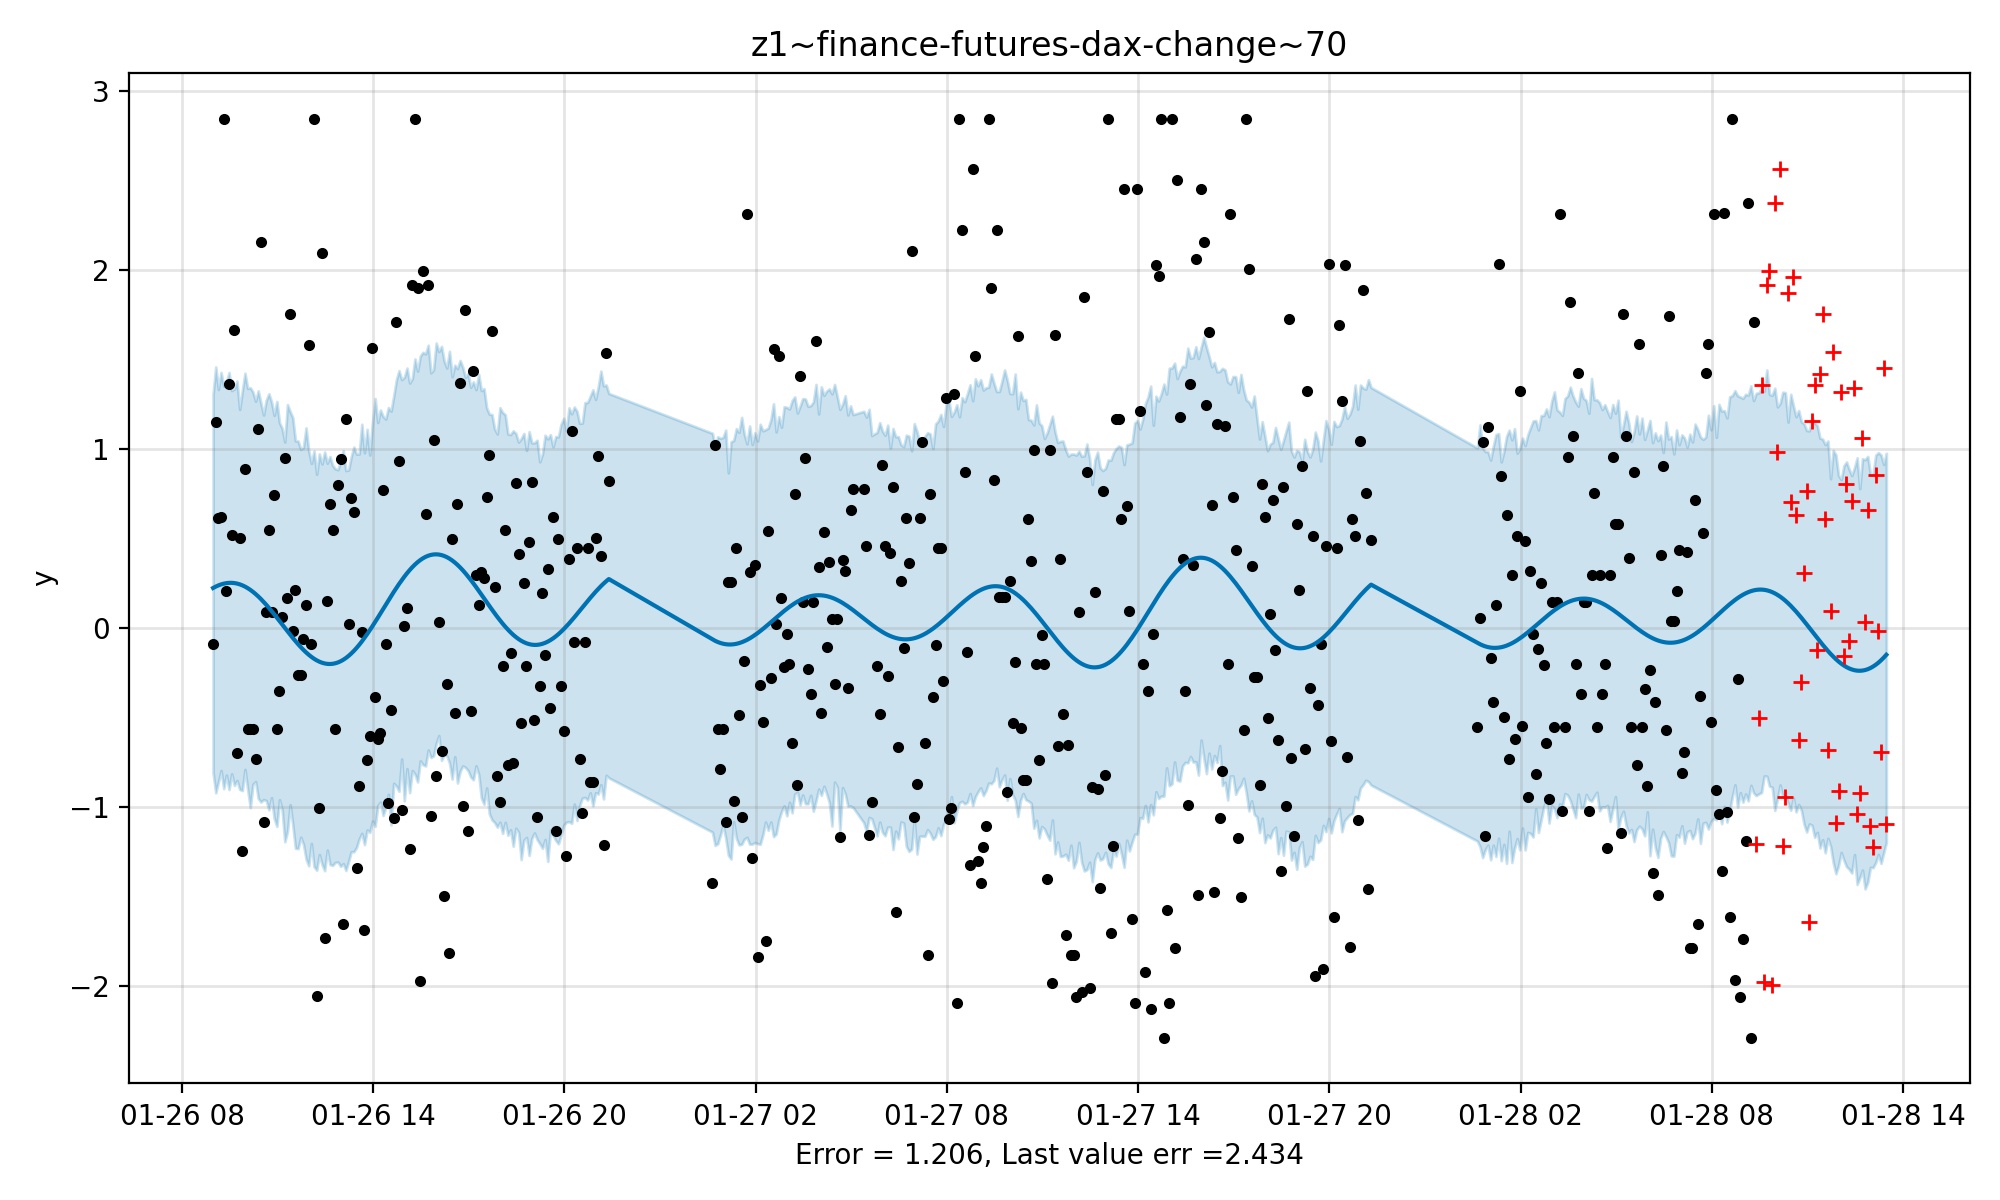 z1~finance-futures-dax-change~70
3
2
1
0
−1
−2
y
01-26 08 01-26 14 01-26 20 01-27 02 01-27 08 01-27 14 01-27 20 01-28 02 01-28 08 01-28 14
Error = 1.206, Last value err =2.434